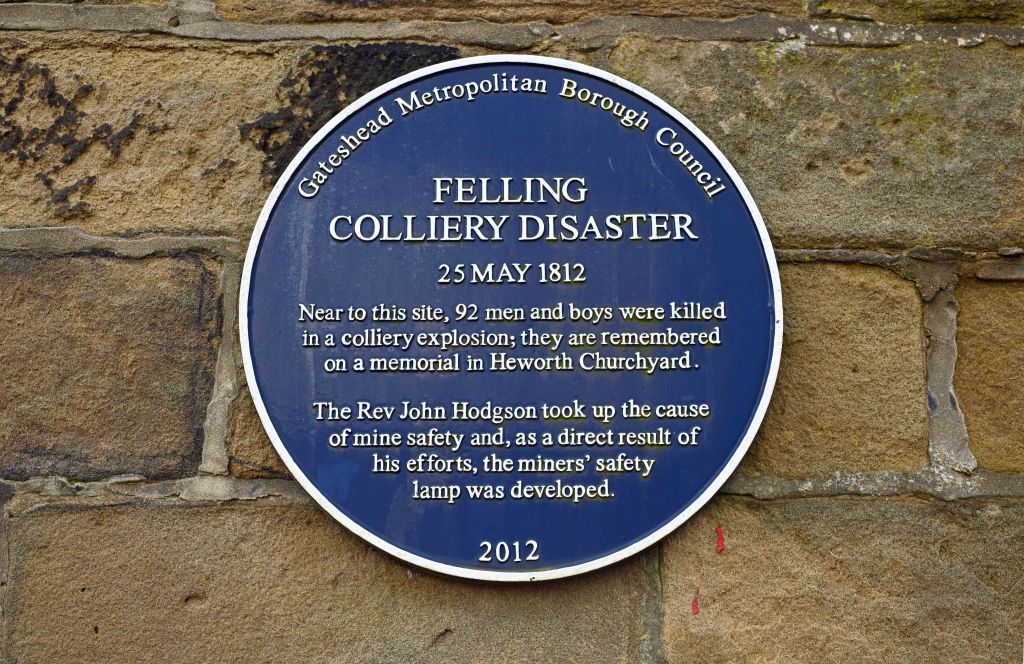 Gateshead Metropolitan Borough Council
FELLING
COLLIERY DISASTER
25 MAY 1812
Near to this site, 92 men and boys were killed
in a colliery explosion; they are remembered
on a memorial in Heworth Churchyard.
The Rev John Hodgson took up the cause
of mine safety and, as a direct result of
his efforts, the miners' safety
lamp was developed.
2012